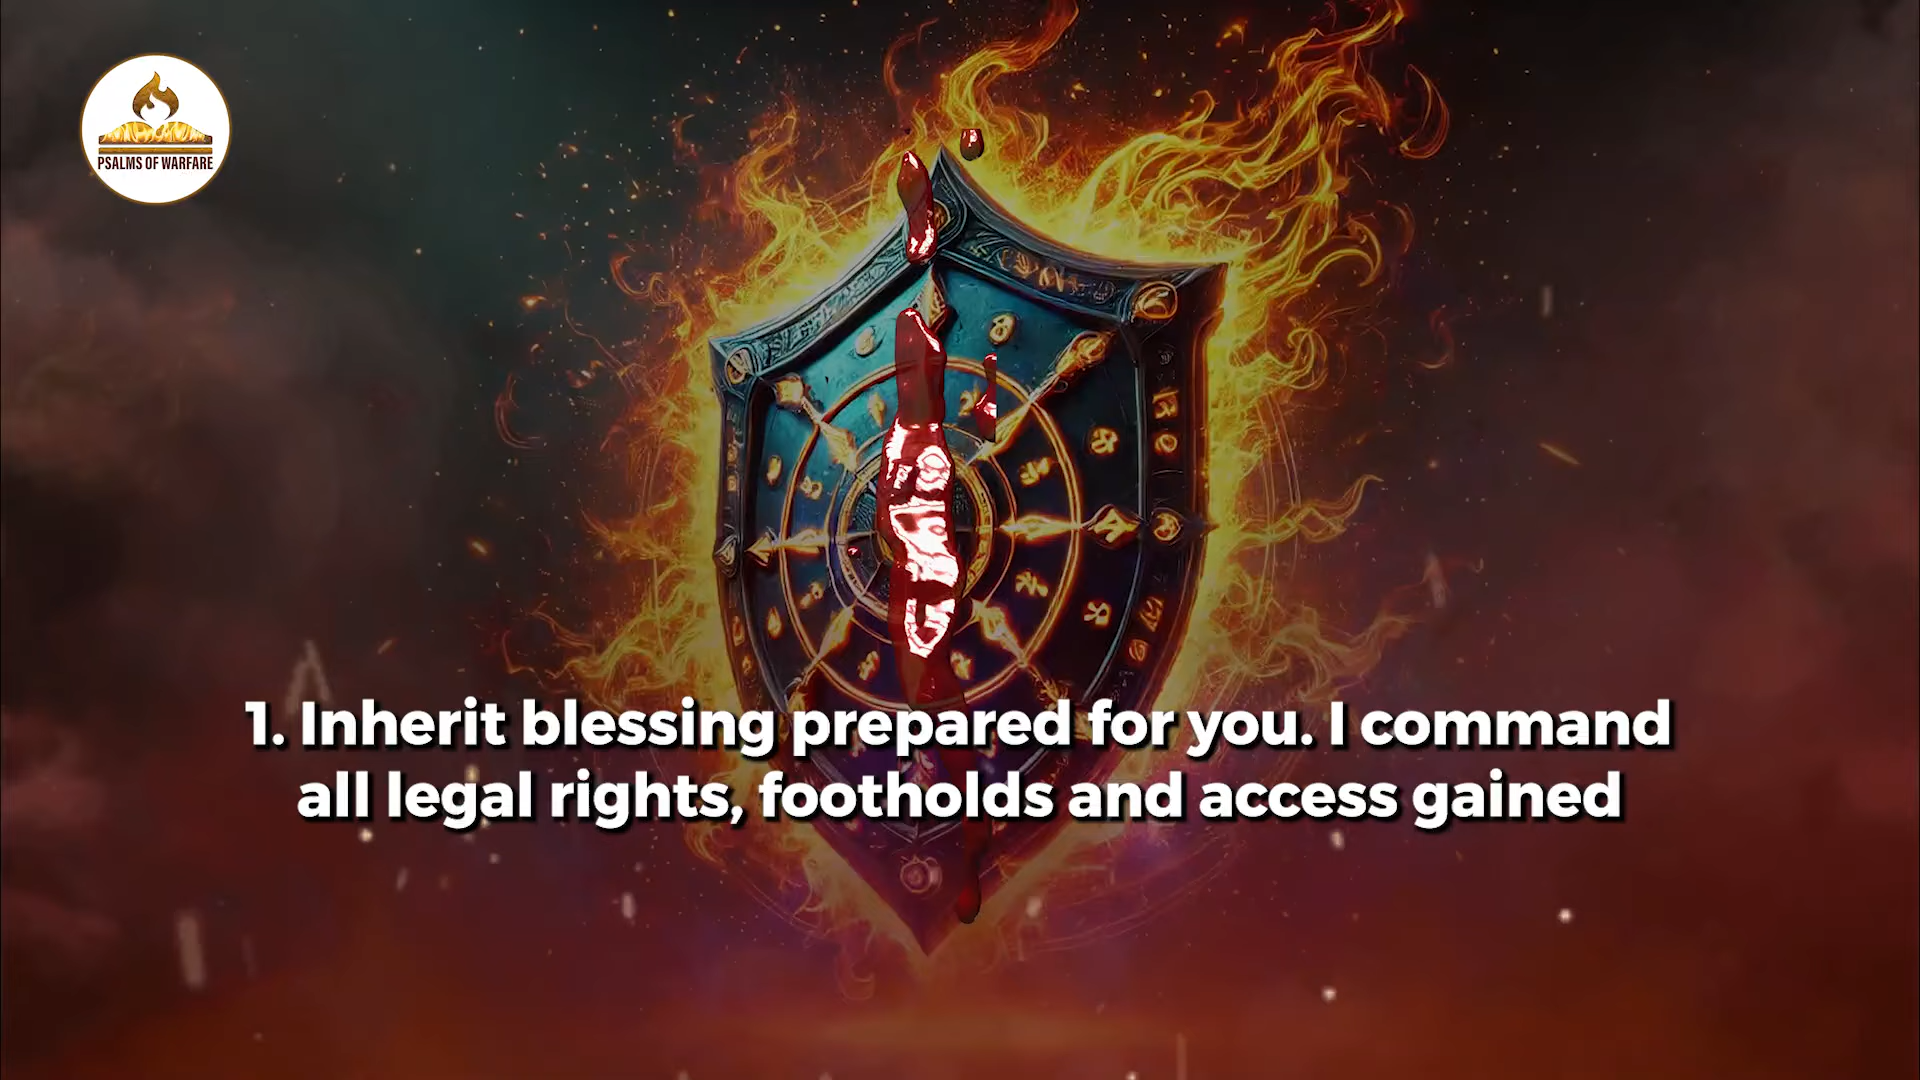 PSALMS OF WARFARE
1. Inherit blessing prepared for you. I command
all legal rights, footholds and access gained